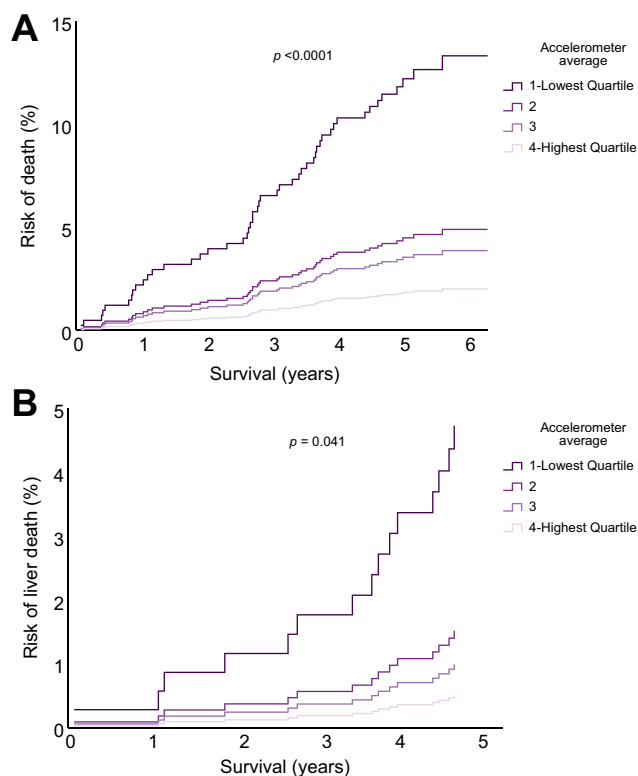 A
15
10
5
0
Risk of death (%)
p <0.0001
Accelerometer
average
1-Lowest Quartile
2
3
4-Highest Quartile
0 1 2 3 4 5 6
Survival (years)
B
5
4
3
2
1
0
Risk of liver death (%)
p = 0.041
Accelerometer
average
1-Lowest Quartile
2
3
4-Highest Quartile
0 1 2 3 4 5
Survival (years)